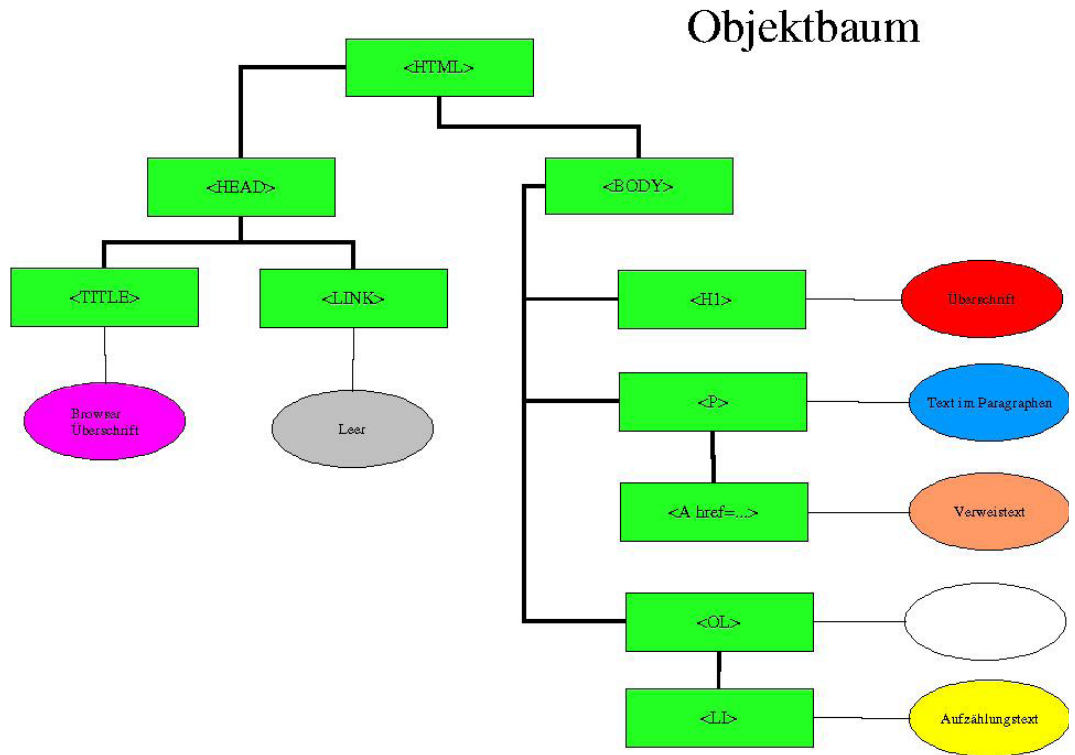 Objektbaum
<HTML>
<HEAD>
<BODY>
<TITLE>
<LINK>
<H1>
Überschrift
Browser
Überschrift
Leer
<P>
Text im Paragraphen
<A href=...>
Verweistext
<OL>
<LI>
Aufzählungstext